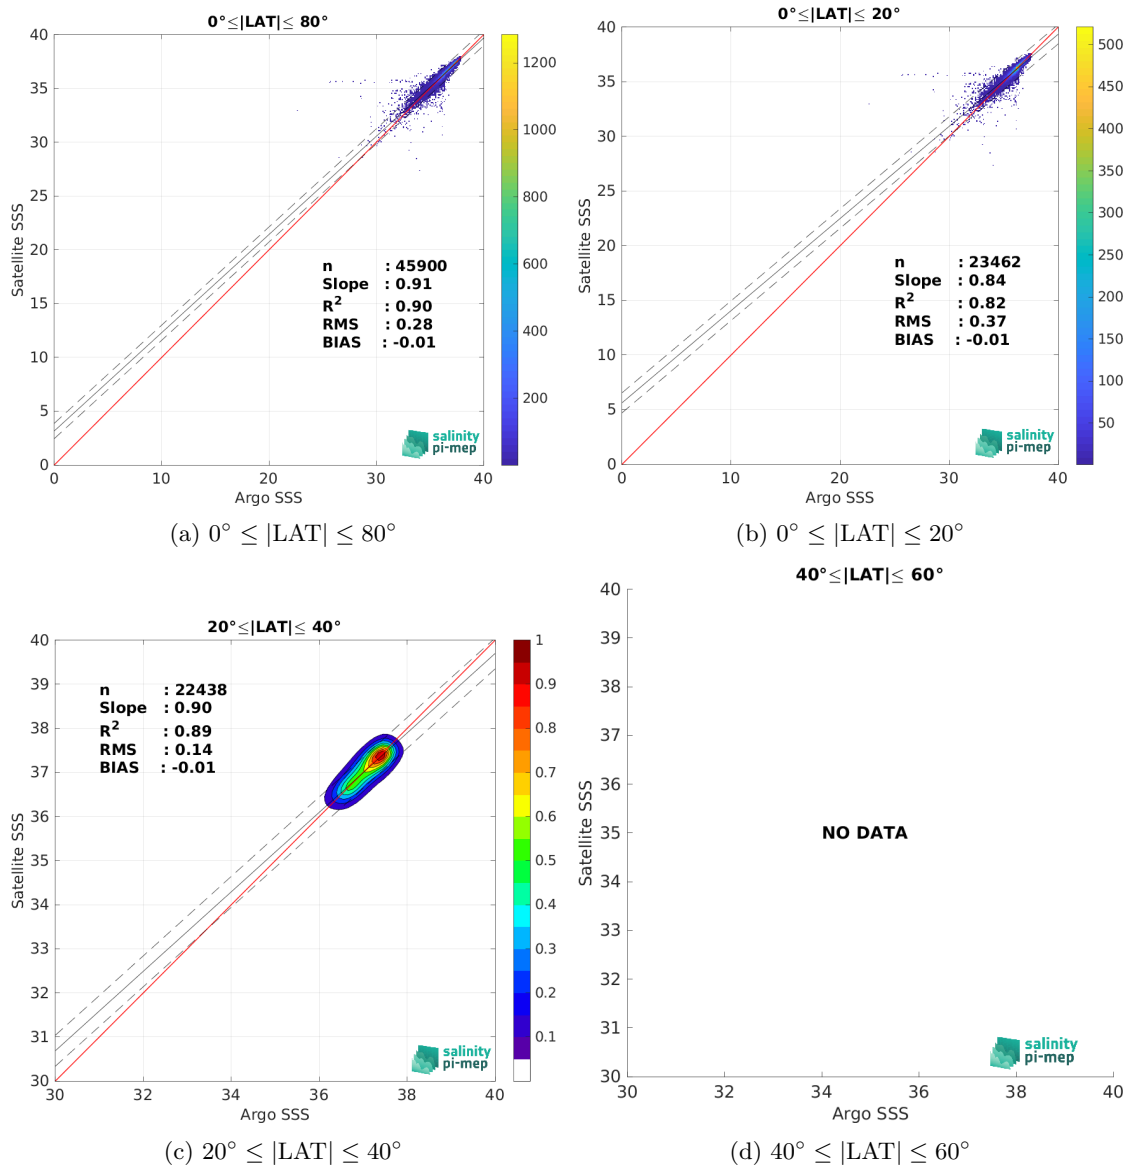 0°≤|LAT|≤ 80°
40
35
30
25
20
15
10
5
0
Satellite SSS
n : 45900
Slope : 0.91
R2 : 0.90
RMS : 0.28
BIAS : -0.01
salinity
pi-mep
0 10 20 30 40
Argo SSS
1200
1000
800
600
400
200
(a) 0° ≤ |LAT| ≤ 80°
0°≤|LAT|≤ 20°
40
35
30
25
20
15
10
5
0
Satellite SSS
n : 23462
Slope : 0.84
R2 : 0.82
RMS : 0.37
BIAS : -0.01
salinity
pi-mep
0 10 20 30 40
Argo SSS
500
450
400
350
300
250
200
150
100
50
(b) 0° ≤ |LAT| ≤ 20°
20°≤|LAT|≤ 40°
40
39
38
37
36
35
34
33
32
31
30
Satellite SSS
n : 22438
Slope : 0.90
R2 : 0.89
RMS : 0.14
BIAS : -0.01
salinity
pi-mep
30 32 34 36 38 40
Argo SSS
1
0.9
0.8
0.7
0.6
0.5
0.4
0.3
0.2
0.1
(c) 20° ≤ |LAT| ≤ 40°
40°≤|LAT|≤ 60°
40
39
38
37
36
35
34
33
32
31
30
Satellite SSS
NO DATA
salinity
pi-mep
30 32 34 36 38 40
Argo SSS
(d) 40° ≤ |LAT| ≤ 60°